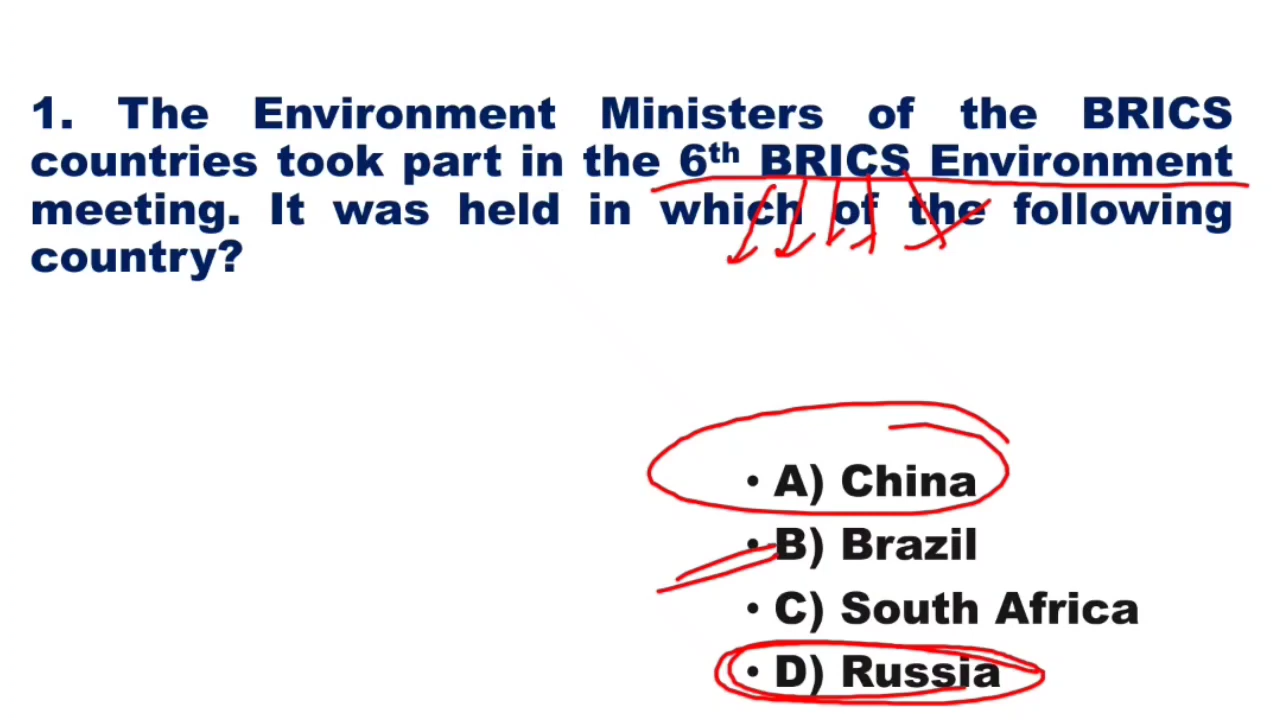 1. The Environment Ministers of the BRICS
countries took part in the 6th BRICS Environment
meeting. It was held in which of the following
country?
• A) China
• B) Brazil
• C) South Africa
• D) Russia